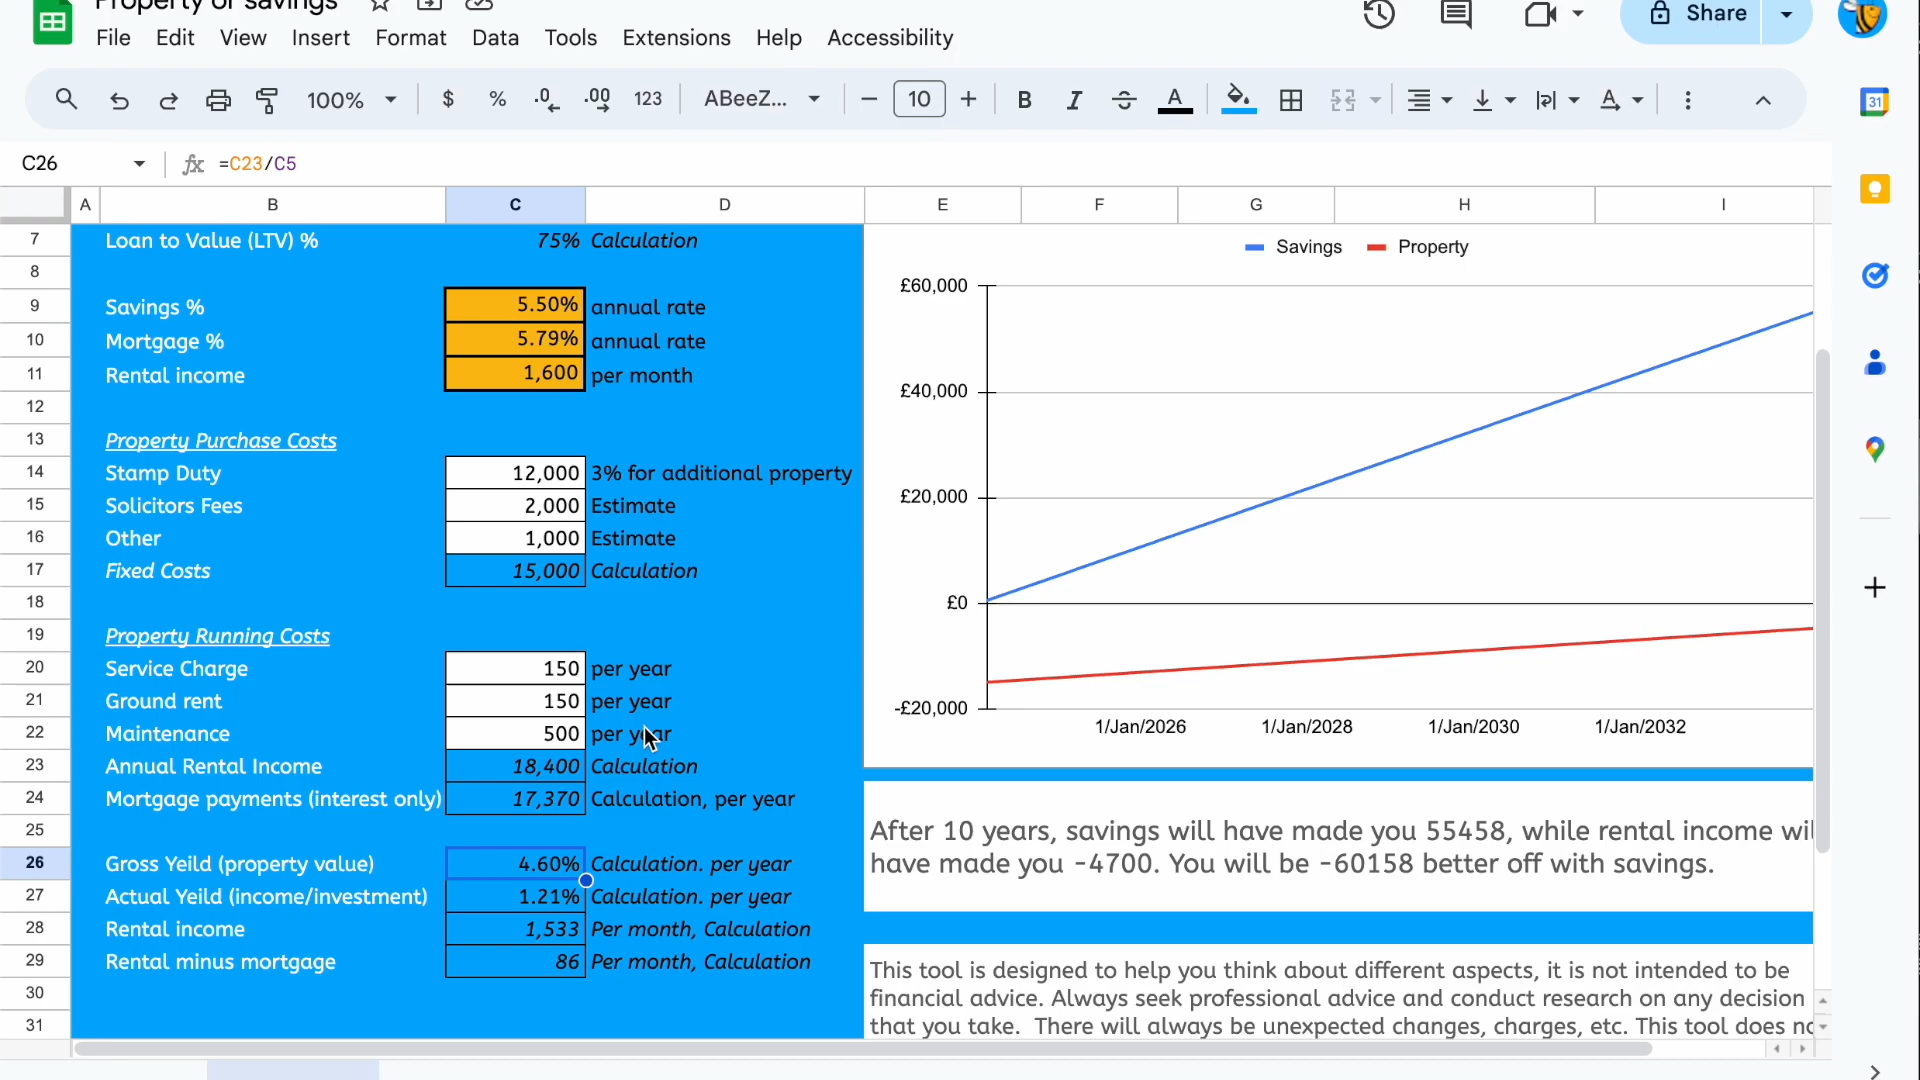 Property or savings
File Edit View Insert Format Data Tools Extensions Help Accessibility
Share
100% $ % .0 .00 123 ABeeZ... 10 B I A
31
C26 fx =C23/C5
A B C D E F G H I
7 Loan to Value (LTV) % 75% Calculation
8
9 Savings % 5.50% annual rate
10 Mortgage % 5.79% annual rate
11 Rental income 1,600 per month
12
13 Property Purchase Costs
14 Stamp Duty 12,000 3% for additional property
15 Solicitors Fees 2,000 Estimate
16 Other 1,000 Estimate
17 Fixed Costs 15,000 Calculation
18
19 Property Running Costs
20 Service Charge 150 per year
21 Ground rent 150 per year
22 Maintenance 500 per year
23 Annual Rental Income 18,400 Calculation
24 Mortgage payments (interest only) 17,370 Calculation, per year
25
26 Gross Yeild (property value) 4.60% Calculation. per year
27 Actual Yeild (income/investment) 1.21% Calculation. per year
28 Rental income 1,533 Per month, Calculation
29 Rental minus mortgage 86 Per month, Calculation
30
31
Savings Property
£60,000
£40,000
£20,000
£0
-£20,000
1/Jan/2026 1/Jan/2028 1/Jan/2030 1/Jan/2032
After 10 years, savings will have made you 55458, while rental income wil
have made you -4700. You will be -60158 better off with savings.
This tool is designed to help you think about different aspects, it is not intended to be
financial advice. Always seek professional advice and conduct research on any decision
that you take. There will always be unexpected changes, charges, etc. This tool does no